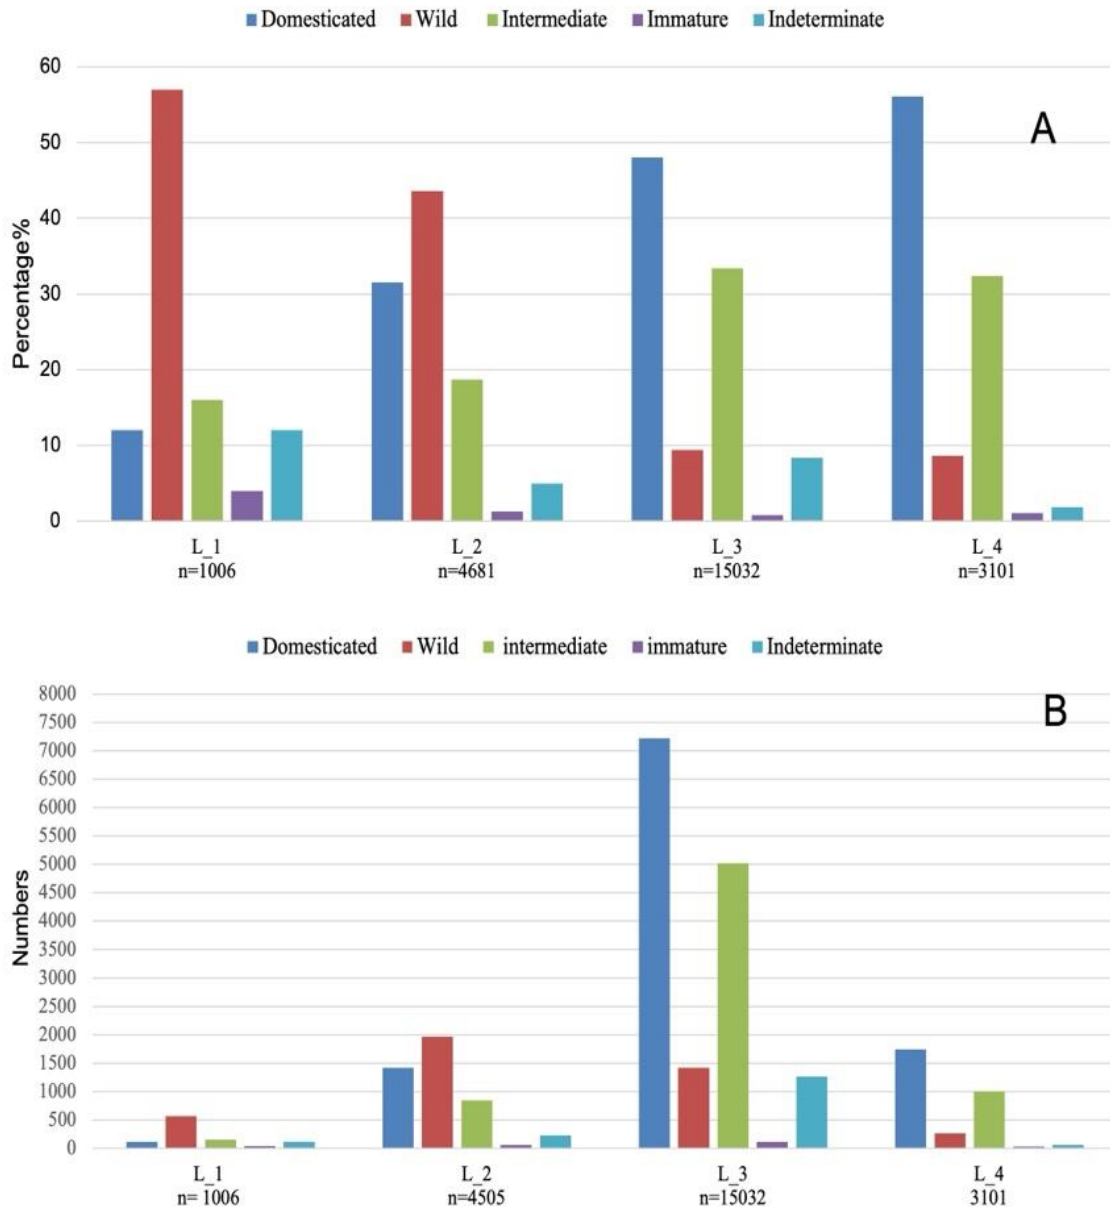 Domesticated Wild Intermediate Immature Indeterminate
A
Percentage%
60
50
40
30
20
10
0
L_1 L_2 L_3 L_4
n=1006 n=4681 n=15032 n=3101
Domesticated Wild intermediate immature Indeterminate
B
Numbers
8000
7500
7000
6500
6000
5500
5000
4500
4000
3500
3000
2500
2000
1500
1000
500
0
L_1 L_2 L_3 L_4
n= 1006 n=4505 n=15032 3101